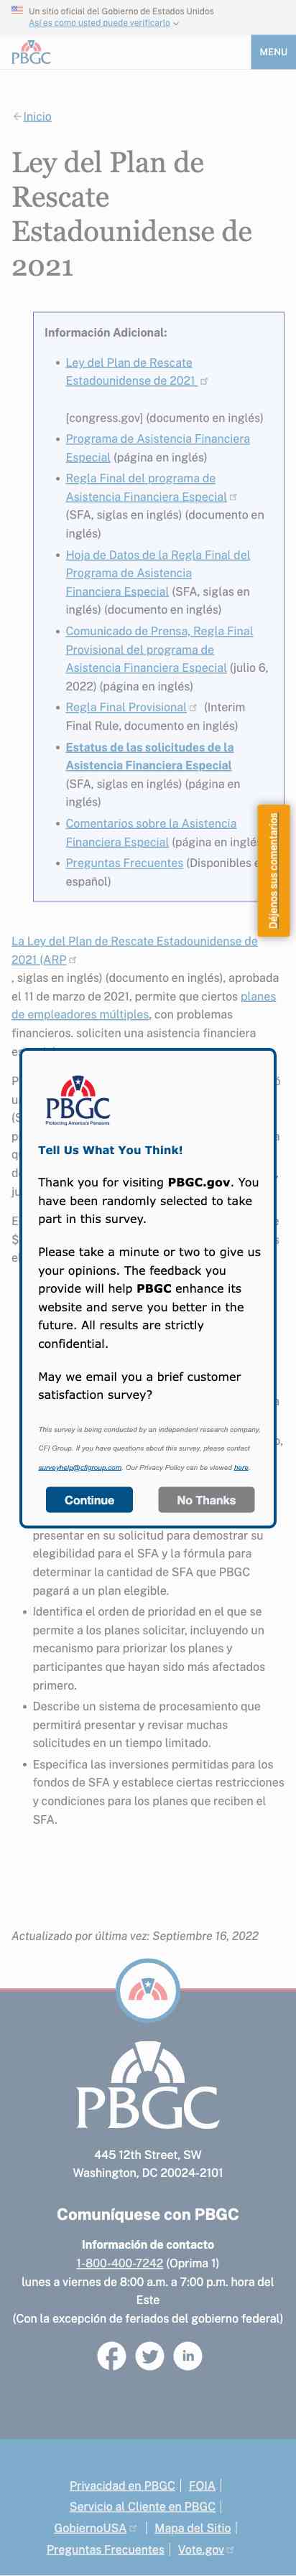 Un sitio oficial del Gobierno de Estados Unidos
Así es como usted puede verificarlo
PBGC
MENU
Inicio
Ley del Plan de
Rescate
Estadounidense de
2021
Información Adicional:
• Ley del Plan de Rescate
Estadounidense de 2021
[congress.gov] (documento en inglés)
• Programa de Asistencia Financiera
Especial (página en inglés)
• Regla Final del programa de
Asistencia Financiera Especial
(SFA, siglas en inglés) (documento en
inglés)
• Hoja de Datos de la Regla Final del
Programa de Asistencia
Financiera Especial (SFA, siglas en
inglés) (documento en inglés)
• Comunicado de Prensa, Regla Final
Provisional del programa de
Asistencia Financiera Especial (julio 6,
2022) (página en inglés)
• Regla Final Provisional (Interim
Final Rule, documento en inglés)
• Estatus de las solicitudes de la
Asistencia Financiera Especial
(SFA, siglas en inglés) (página en
inglés)
• Comentarios sobre la Asistencia
Financiera Especial (página en
• Preguntas Frecuentes (Disponibles
español)
Déjenos sus comentarios
La Ley del Plan de Rescate Estadounidense de
2021 (ARP
, siglas en inglés) (documento en inglés), aprobada
el 11 de marzo de 2021, permite que ciertos planes
de empleadores múltiples, con problemas
financieros. soliciten una asistencia financiera
PBGC
Protecting America's Pensions
Tell Us What You Think!
Thank you for visiting PBGC.gov. You
have been randomly selected to take
part in this survey.
Please take a minute or two to give us
your opinions. The feedback you
provide will help PBGC enhance its
website and serve you better in the
future. All results are strictly
confidential.
May we email you a brief customer
satisfaction survey?
This survey is being conducted by an independent research company,
CFI Group. If you have questions about this survey, please contact
surveyhelp@cfigroup.com. Our Privacy Policy can be viewed here.
Continue No Thanks
presentar en su solicitud para demostrar su
elegibilidad para el SFA y la fórmula para
determinar la cantidad de SFA que PBGC
pagará a un plan elegible.
• Identifica el orden de prioridad en el que se
permite a los planes solicitar, incluyendo un
mecanismo para priorizar los planes y
participantes que hayan sido más afectados
primero.
• Describe un sistema de procesamiento que
permitirá presentar y revisar muchas
solicitudes en un tiempo limitado.
• Especifica las inversiones permitidas para los
fondos de SFA y establece ciertas restricciones
y condiciones para los planes que reciben el
SFA.
Actualizado por última vez: Septiembre 16, 2022
PBGC
445 12th Street, SW
Washington, DC 20024-2101
Comuníquese con PBGC
Información de contacto
1-800-400-7242 (Oprima 1)
lunes a viernes de 8:00 a.m. a 7:00 p.m. hora del
Este
(Con la excepción de feriados del gobierno federal)
Privacidad en PBGC | FOIA |
Servicio al Cliente en PBGC |
GobiernoUSA | Mapa del Sitio |
Preguntas Frecuentes | Vote.gov